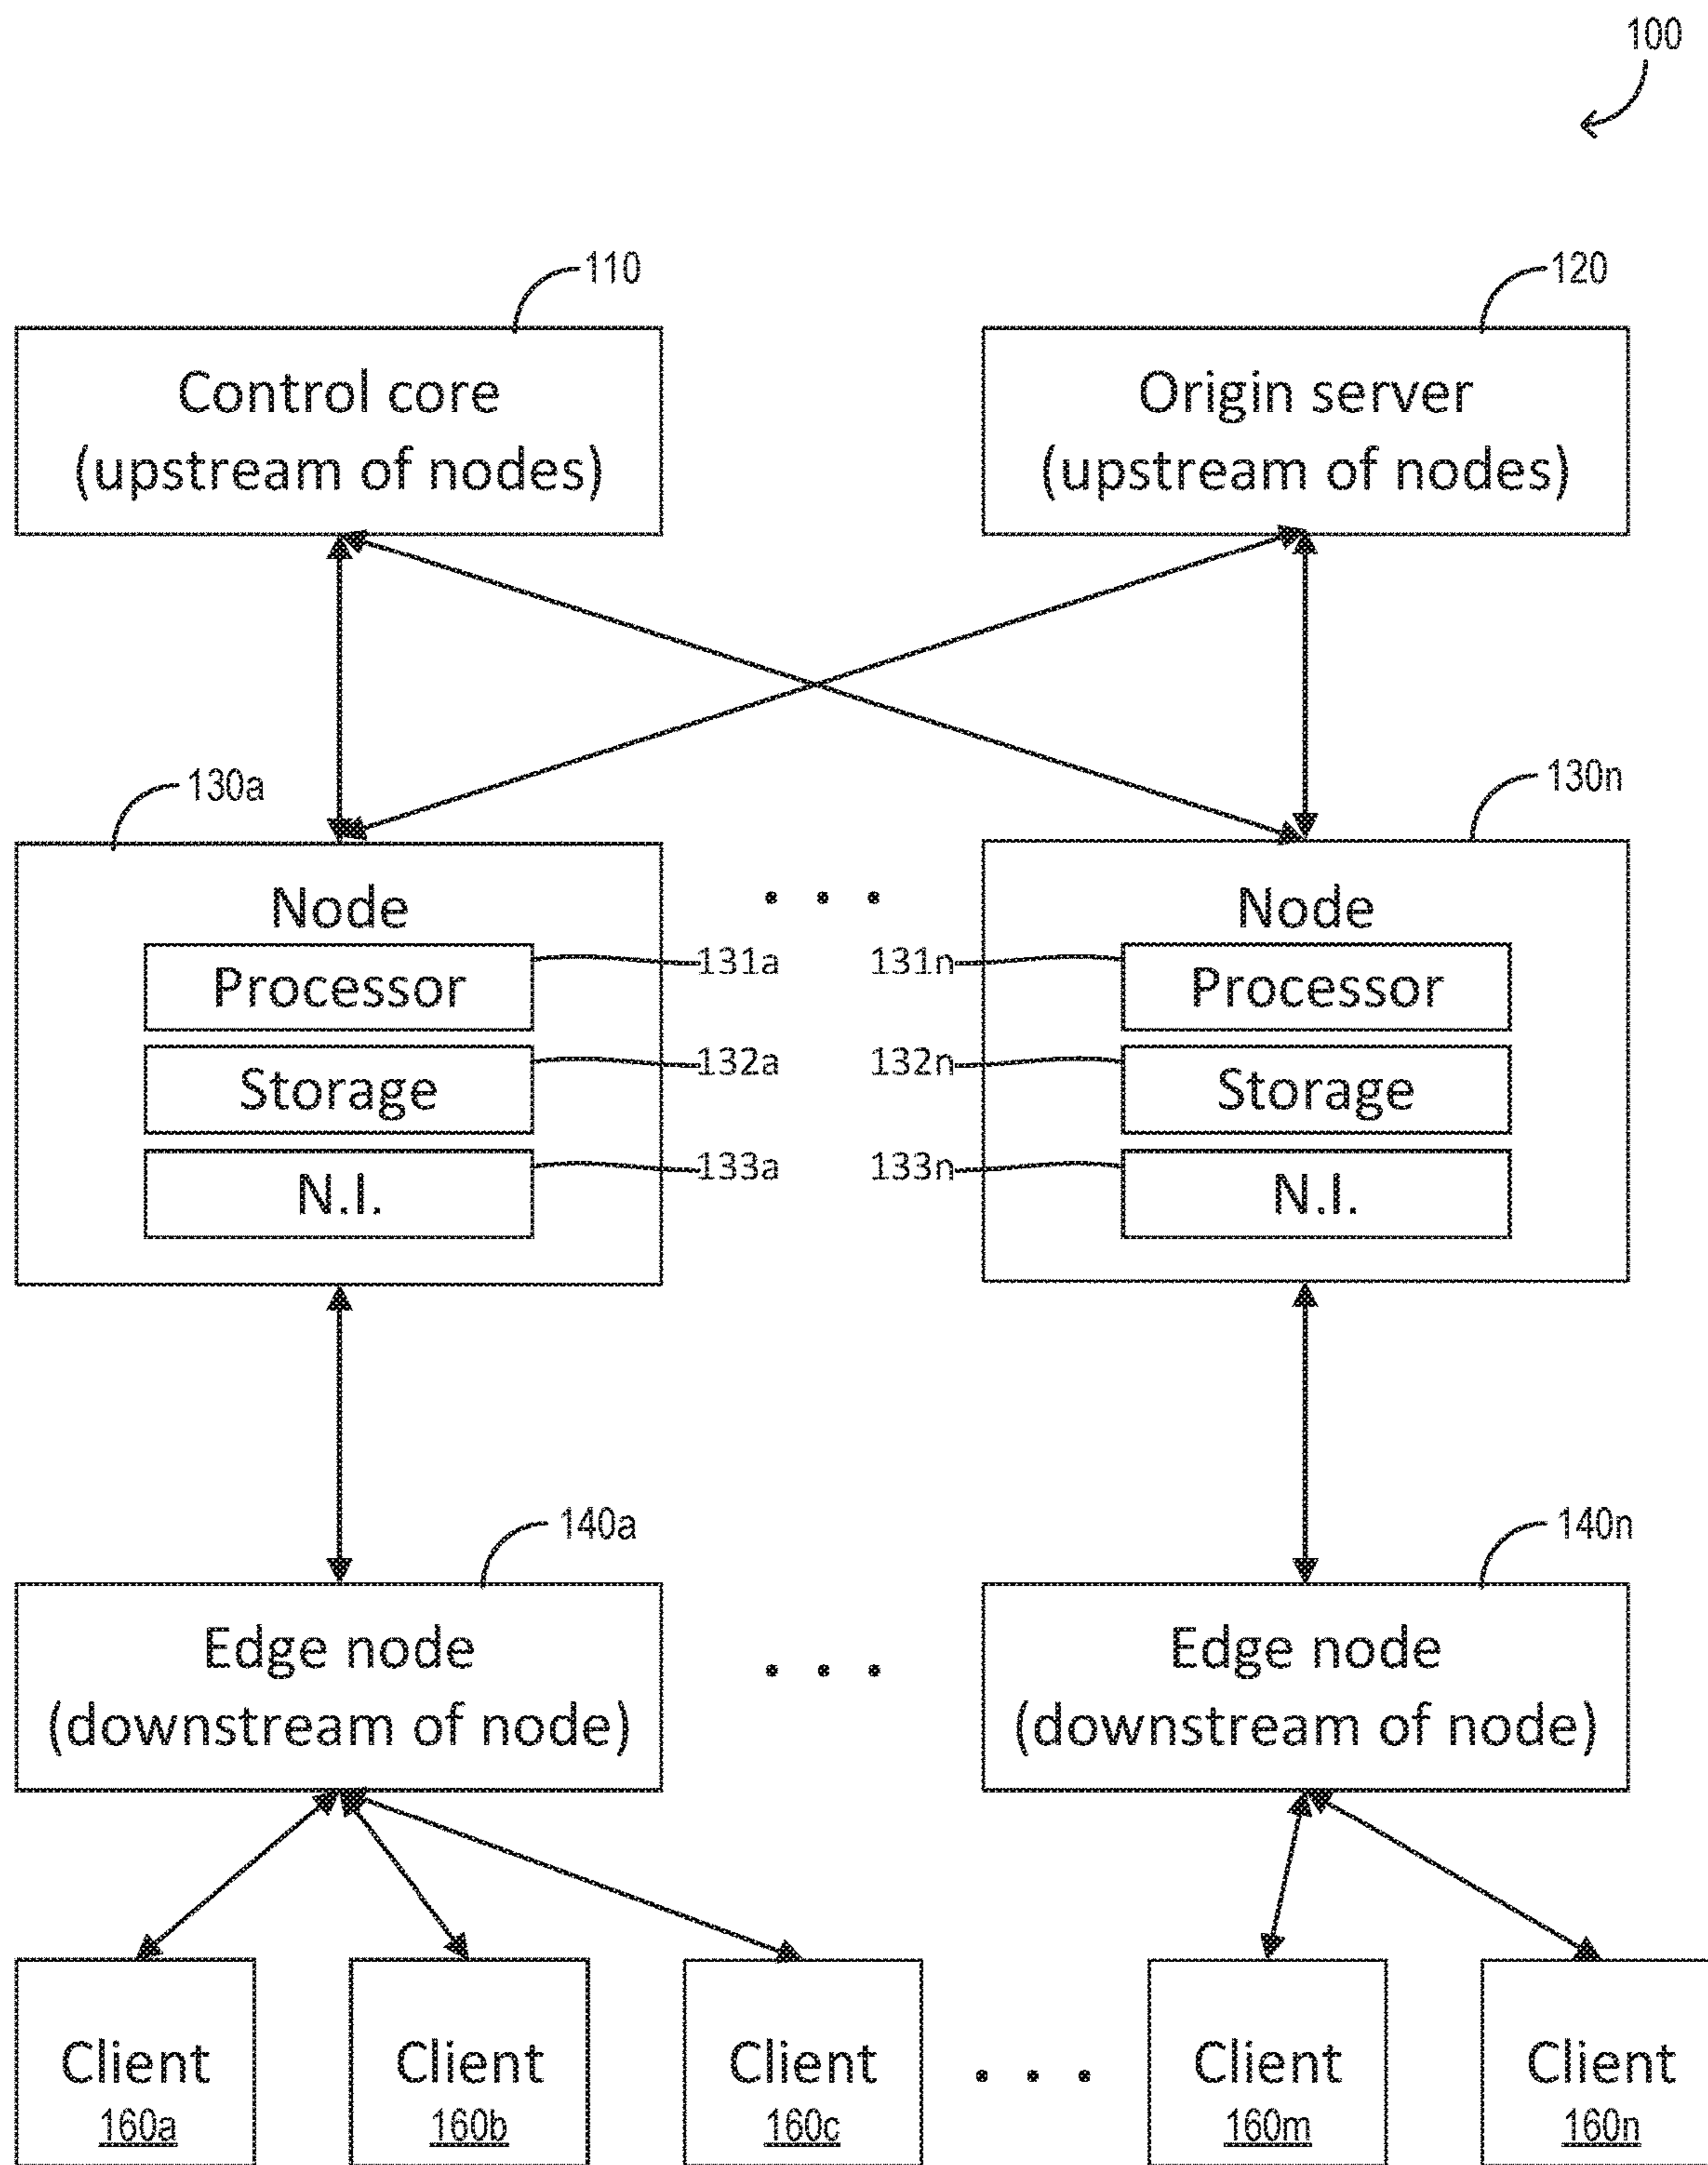 100
110
120
Control core
(upstream of nodes)
Origin server
(upstream of nodes)
130a
130n
Node
. . .
Node
Processor
131a
131n
Processor
Storage
132a
132n
Storage
N.I.
133a
133n
N.I.
140a
140n
Edge node
(downstream of node)
. . .
Edge node
(downstream of node)
Client
160a
Client
160b
Client
160c
. . .
Client
160m
Client
160n